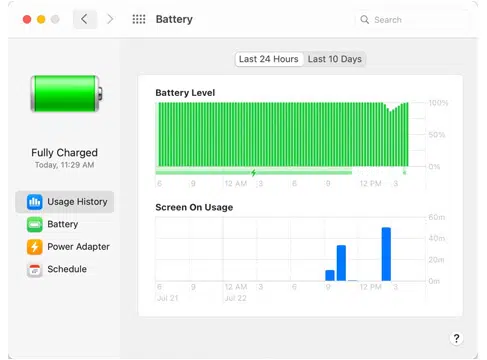 Battery
Search
Last 24 Hours
Last 10 Days
Battery Level
100%
50%
0%
6 9 12 AM 3 6 9 12 PM 3
Fully Charged
Today, 11:29 AM
Usage History
Battery
Power Adapter
Schedule
Screen On Usage
60m
40m
20m
0m
6 9 12 AM 3 6 9 12 PM 3
Jul 21 Jul 22
?